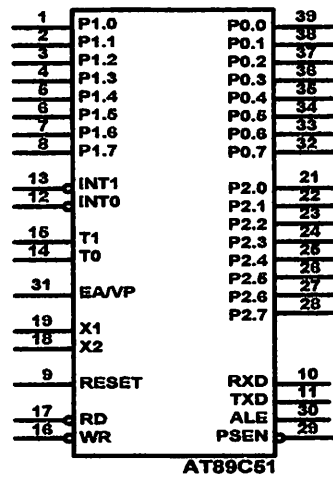 1 P1.0 P0.0 39
2 P1.1 P0.1 38
3 P1.2 P0.2 37
4 P1.3 P0.3 36
5 P1.4 P0.4 35
6 P1.5 P0.5 34
7 P1.6 P0.6 33
8 P1.7 P0.7 32
13 INT1 P2.0 21
12 INT0 P2.1 22
P2.2 23
15 T1 P2.3 24
14 T0 P2.4 25
P2.5 26
31 EA/VP P2.6 27
P2.7 28
19 X1
18 X2
9 RESET RXD 10
TXD 11
17 RD ALE 30
16 WR PSEN 29
AT89C51